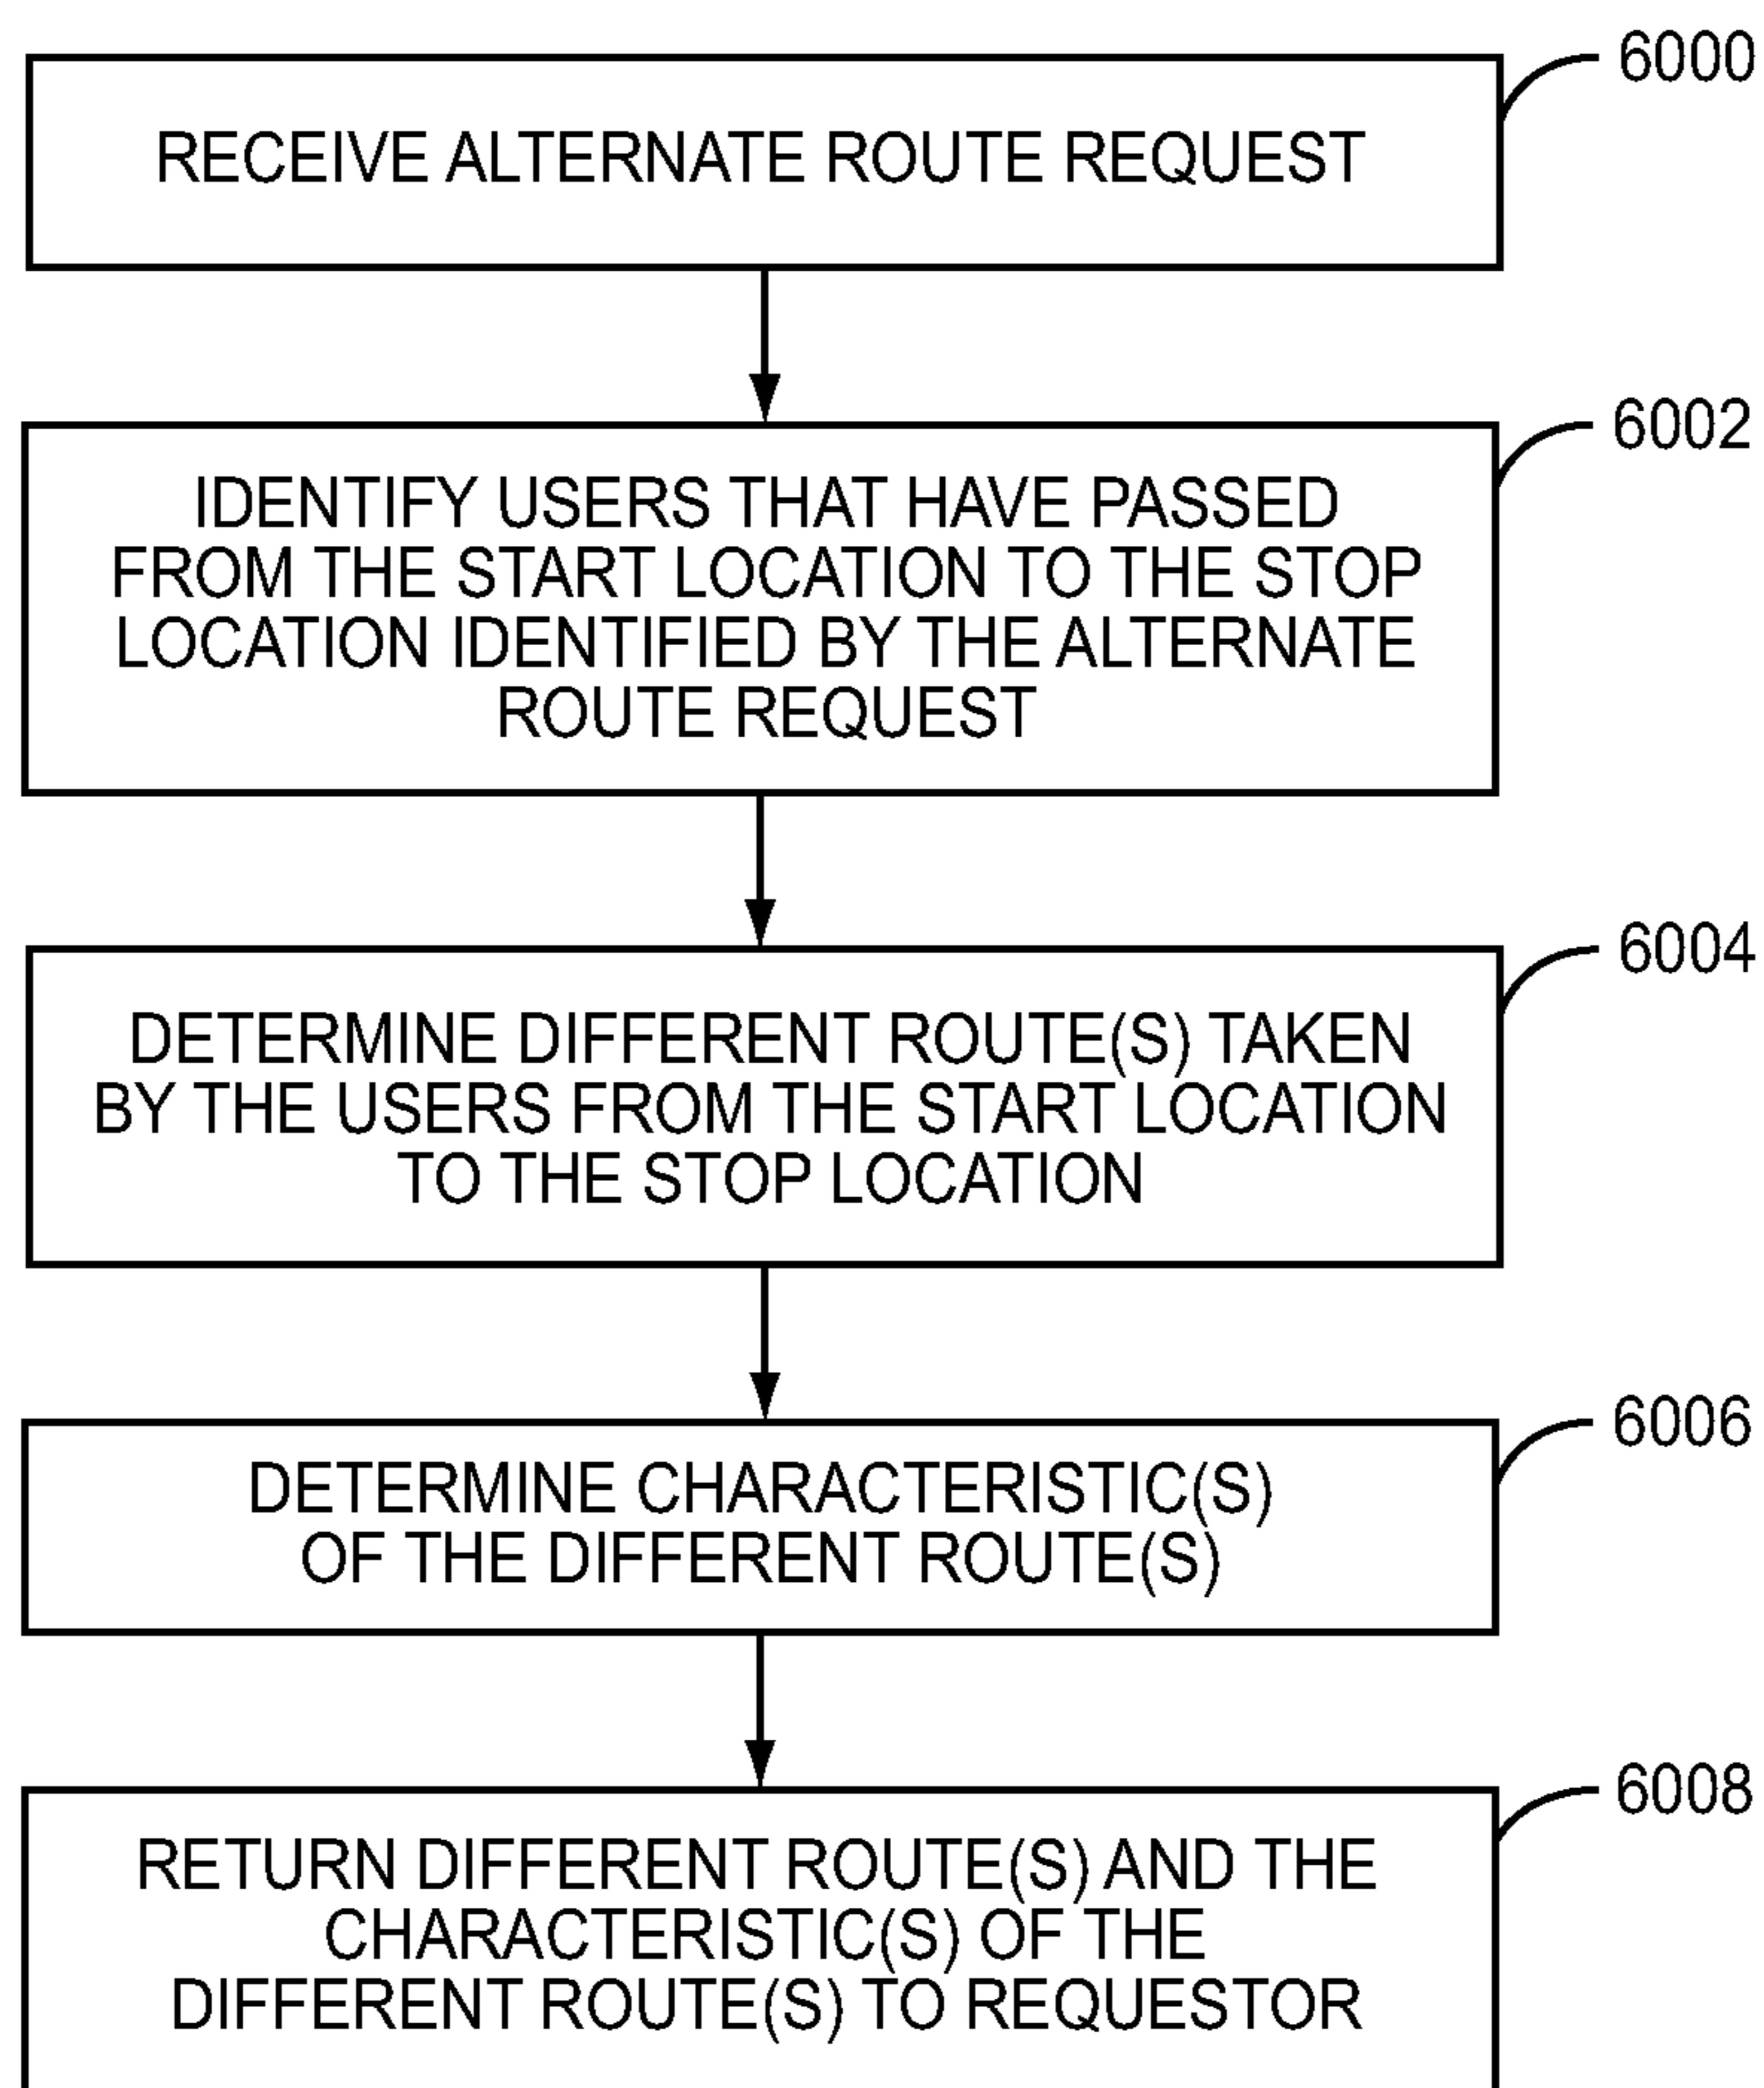 6000
RECEIVE ALTERNATE ROUTE REQUEST
6002
IDENTIFY USERS THAT HAVE PASSED
FROM THE START LOCATION TO THE STOP
LOCATION IDENTIFIED BY THE ALTERNATE
ROUTE REQUEST
6004
DETERMINE DIFFERENT ROUTE(S) TAKEN
BY THE USERS FROM THE START LOCATION
TO THE STOP LOCATION
6006
DETERMINE CHARACTERISTIC(S)
OF THE DIFFERENT ROUTE(S)
6008
RETURN DIFFERENT ROUTE(S) AND THE
CHARACTERISTIC(S) OF THE
DIFFERENT ROUTE(S) TO REQUESTOR